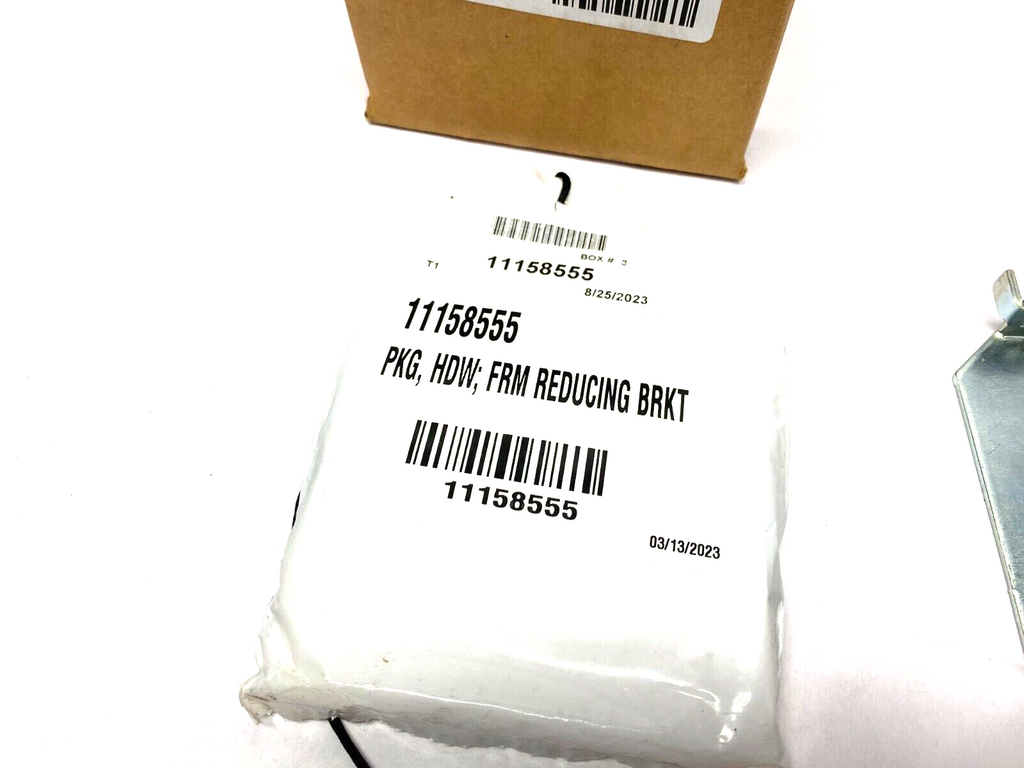 BOX # 3
T1
11158555
8/25/2023
11158555
PKG, HDW; FRM REDUCING BRKT
11158555
03/13/2023